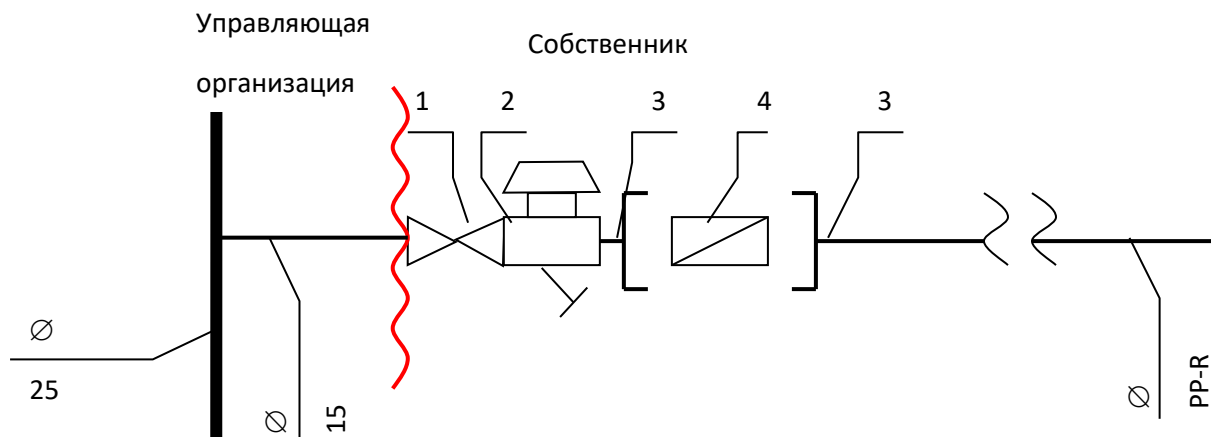 Управляющая
организация
Собственник
1 2 3 4 3
∅
25
∅
15
∅
PP-R